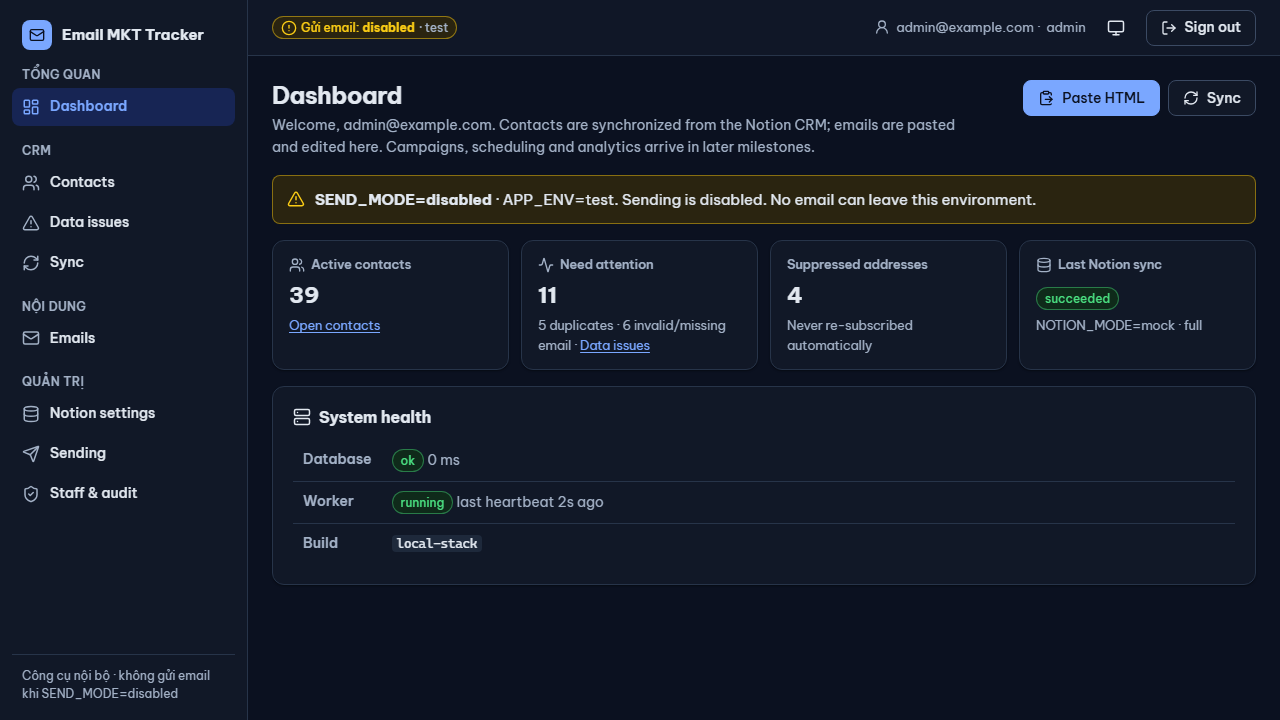 Email MKT Tracker
TỔNG QUAN
Dashboard
CRM
Contacts
Data issues
Sync
NỘI DUNG
Emails
QUẢN TRỊ
Notion settings
Sending
Staff & audit
Công cụ nội bộ · không gửi email
khi SEND_MODE=disabled
Gửi email: disabled · test
admin@example.com · admin
Sign out
Dashboard
Welcome, admin@example.com. Contacts are synchronized from the Notion CRM; emails are pasted
and edited here. Campaigns, scheduling and analytics arrive in later milestones.
Paste HTML
Sync
SEND_MODE=disabled · APP_ENV=test. Sending is disabled. No email can leave this environment.
Active contacts
39
Open contacts
Need attention
11
5 duplicates · 6 invalid/missing
email · Data issues
Suppressed addresses
4
Never re-subscribed
automatically
Last Notion sync
succeeded
NOTION_MODE=mock · full
System health
Database ok 0 ms
Worker running last heartbeat 2s ago
Build local-stack